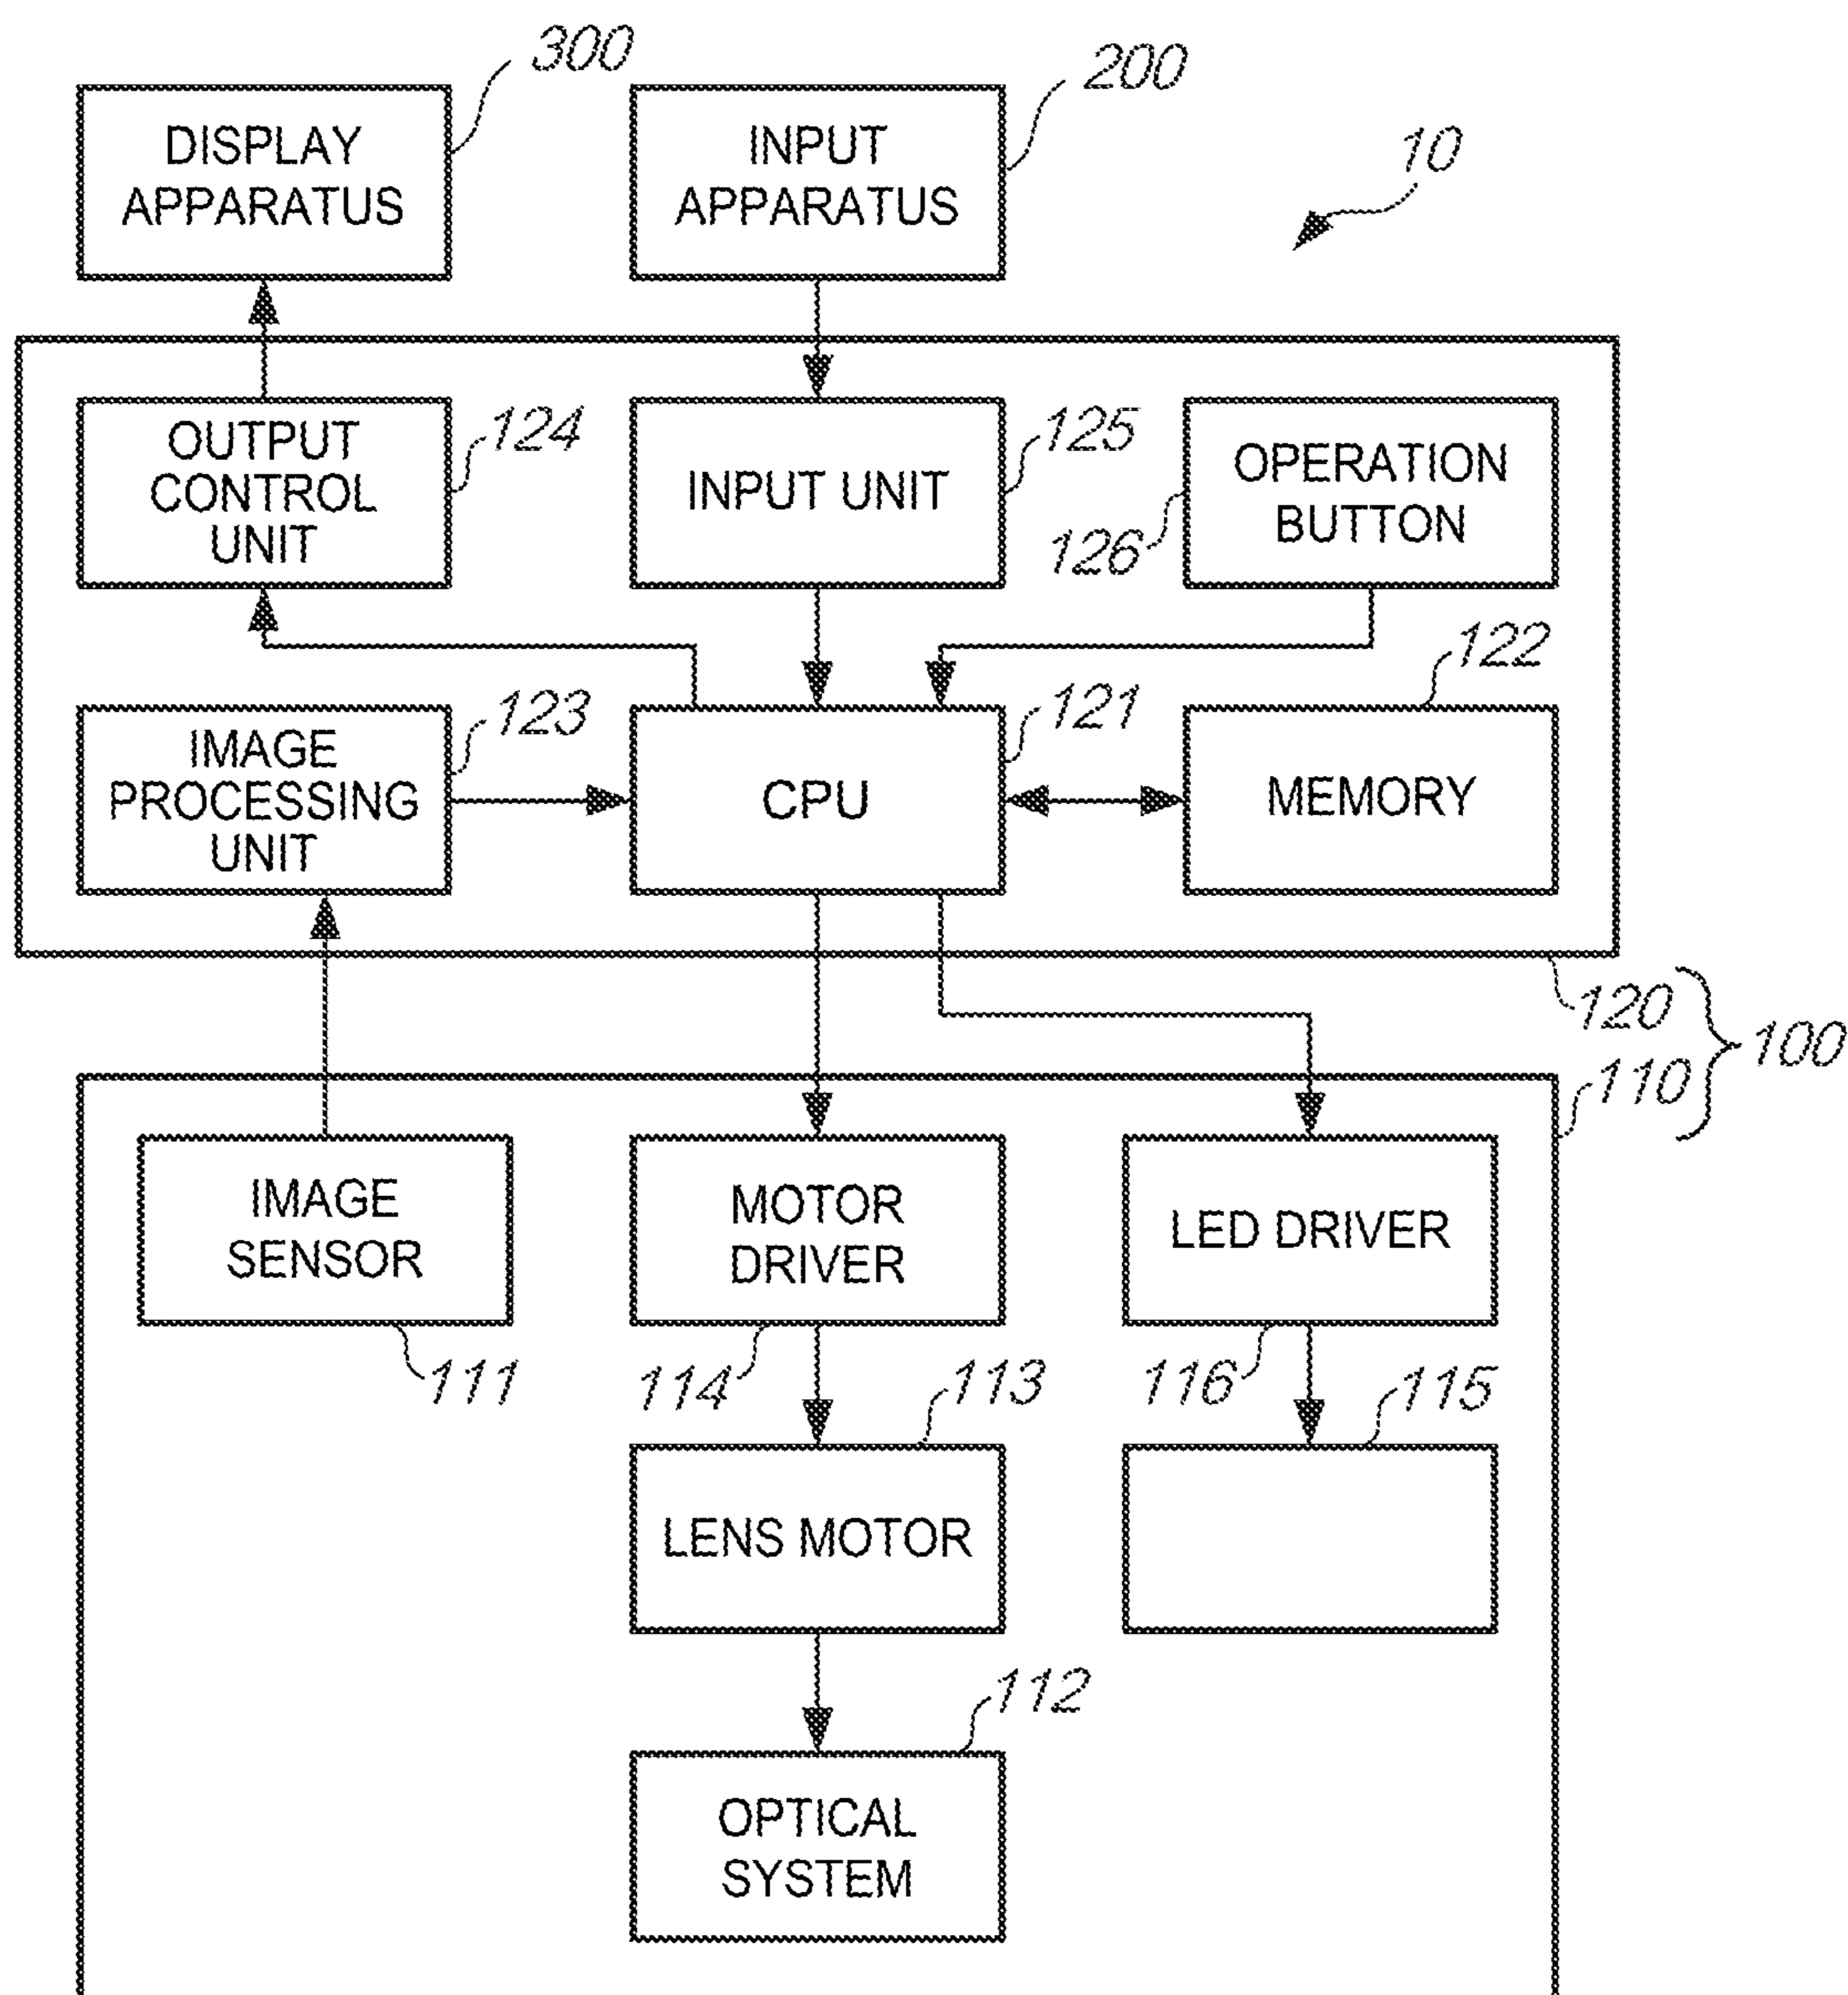 300
200
10
DISPLAY
APPARATUS
INPUT
APPARATUS
OUTPUT
CONTROL
UNIT
124
INPUT UNIT
125
OPERATION
BUTTON
126
122
IMAGE
PROCESSING
UNIT
123
CPU
121
MEMORY
120
110
100
IMAGE
SENSOR
111
MOTOR
DRIVER
114
LED DRIVER
116
113
115
LENS MOTOR
112
OPTICAL
SYSTEM